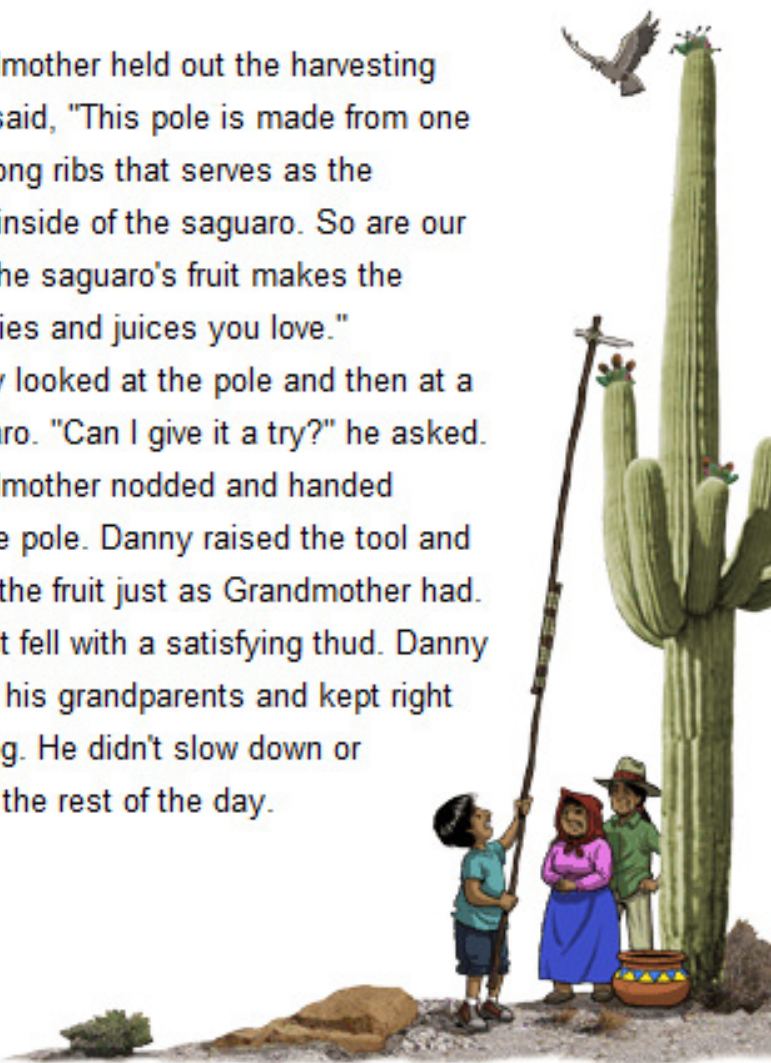 mother held out the harvesting
said, "This pole is made from one
ong ribs that serves as the
inside of the saguaro. So are our
he saguaro's fruit makes the
ies and juices you love."
looked at the pole and then at a
ro. "Can I give it a try?" he asked.
mother nodded and handed
e pole. Danny raised the tool and
the fruit just as Grandmother had.
t fell with a satisfying thud. Danny
his grandparents and kept right
g. He didn't slow down or
the rest of the day.